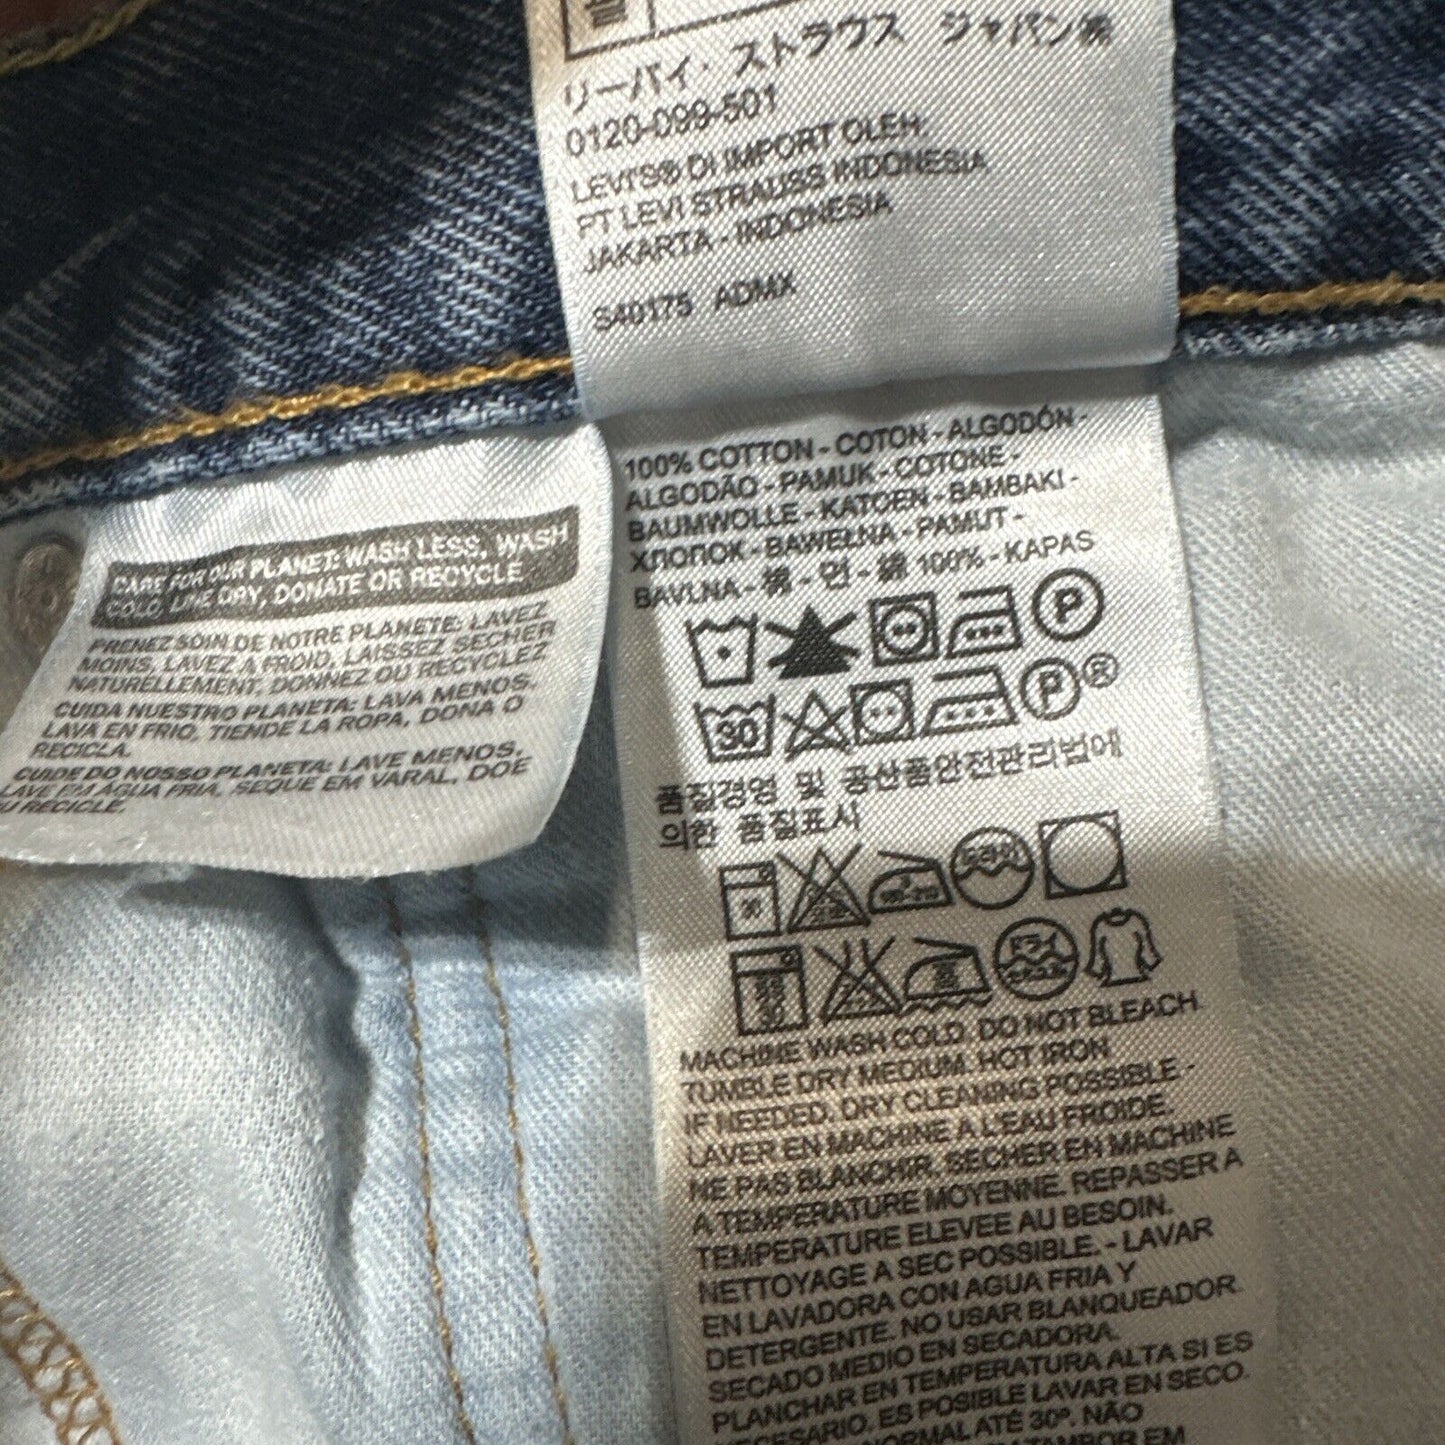 リーバイ・ストラウス ジャパン㈱
0120-099-501
LEVI'S® DI IMPORT OLEH:
PT LEVI STRAUSS INDONESIA
JAKARTA - INDONESIA
S40175 ADMX
CARE FOR OUR PLANET: WASH LESS, WASH
COLD, LINE DRY, DONATE OR RECYCLE
PRENEZ SOIN DE NOTRE PLANETE: LAVEZ
MOINS, LAVEZ A FROID, LAISSEZ SECHER
NATURELLEMENT, DONNEZ OU RECYCLEZ
CUIDA NUESTRO PLANETA: LAVA MENOS,
LAVA EN FRIO, TIENDE LA ROPA, DONA O
RECICLA.
CUIDE DO NOSSO PLANETA: LAVE MENOS,
LAVE EM AGUA FRIA, SEQUE EM VARAL, DOE
U RECICLE.
100% COTTON - COTON - ALGODÓN -
ALGODÃO - PAMUK - COTONE -
BAUMWOLLE - KATOEN - BAMBAKI -
ХЛОПОК - BAWEŁNA - PAMUT -
BAVLNA - 棉 - 면 - 綿 100% - KAPAS
P
30 P ®
품질경영 및 공산품안전관리법에
의한 품질표시
드라이
30 ドライ
MACHINE WASH COLD. DO NOT BLEACH.
TUMBLE DRY MEDIUM. HOT IRON
IF NEEDED. DRY CLEANING POSSIBLE -
LAVER EN MACHINE A L'EAU FROIDE.
NE PAS BLANCHIR. SECHER EN MACHINE
A TEMPERATURE MOYENNE. REPASSER A
TEMPERATURE ELEVEE AU BESOIN.
NETTOYAGE A SEC POSSIBLE. - LAVAR
EN LAVADORA CON AGUA FRIA Y
DETERGENTE. NO USAR BLANQUEADOR.
SECADO MEDIO EN SECADORA.
PLANCHAR EN TEMPERATURA ALTA SI ES
NECESARIO. ES POSIBLE LAVAR EN SECO.
NORMAL ATÉ 30º. NÃO
TAMBOR EM